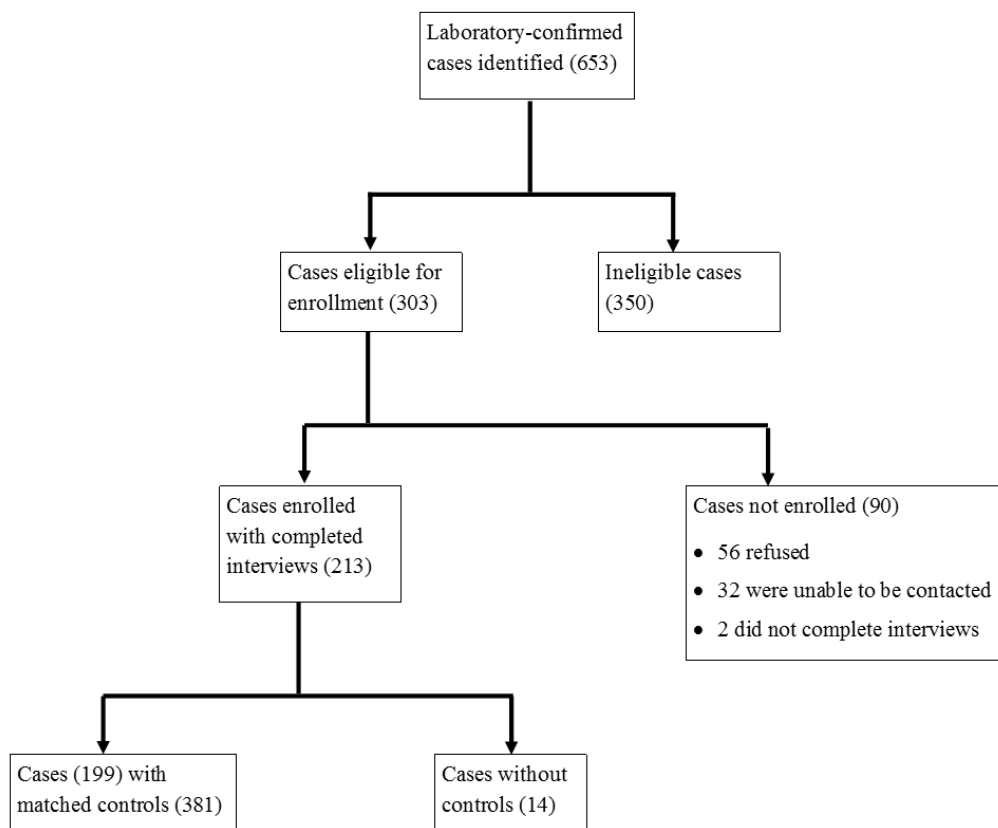 Laboratory-confirmed
cases identified (653)
Cases eligible for
enrollment (303)
Ineligible cases
(350)
Cases enrolled
with completed
interviews (213)
Cases not enrolled (90)
• 56 refused
• 32 were unable to be contacted
• 2 did not complete interviews
Cases (199) with
matched controls (381)
Cases without
controls (14)